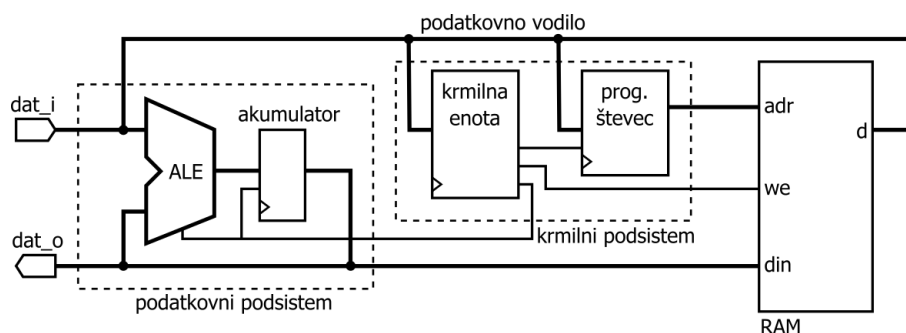 podatkovno vodilo
dat_i
akumulator
ALE
krmilna
enota
prog.
števec
adr
d
we
dat_o
krmilni podsistem
din
podatkovni podsistem
RAM